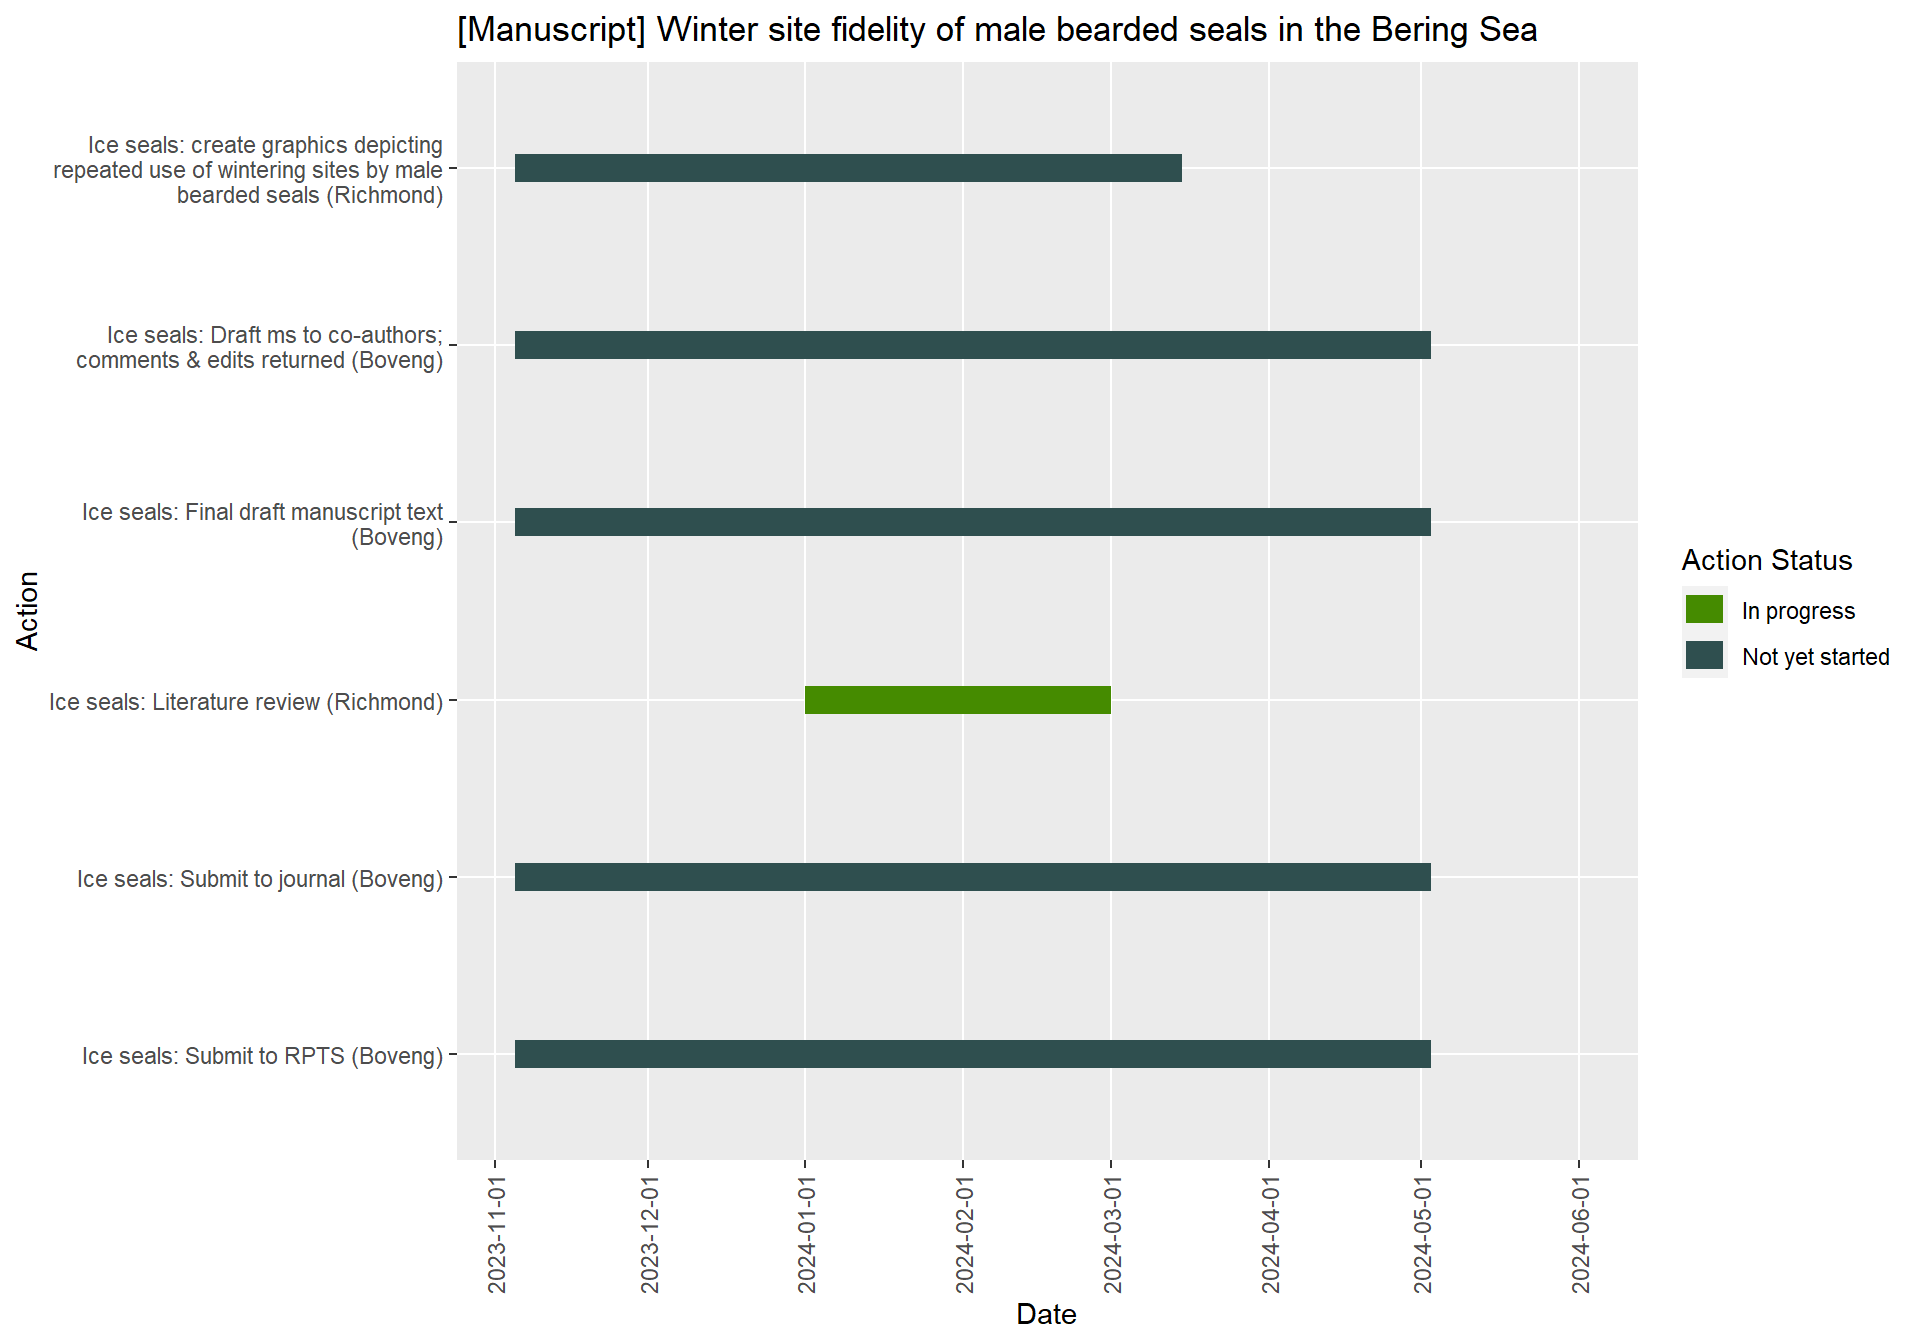 [Manuscript] Winter site fidelity of male bearded seals in the Bering Sea
Ice seals: create graphics depicting
repeated use of wintering sites by male
bearded seals (Richmond)
Ice seals: Draft ms to co-authors;
comments & edits returned (Boveng)
Ice seals: Final draft manuscript text
(Boveng)
Ice seals: Literature review (Richmond)
Ice seals: Submit to journal (Boveng)
Ice seals: Submit to RPTS (Boveng)
Action
2023-11-01
2023-12-01
2024-01-01
2024-02-01
2024-03-01
2024-04-01
2024-05-01
2024-06-01
Date
Action Status
In progress
Not yet started